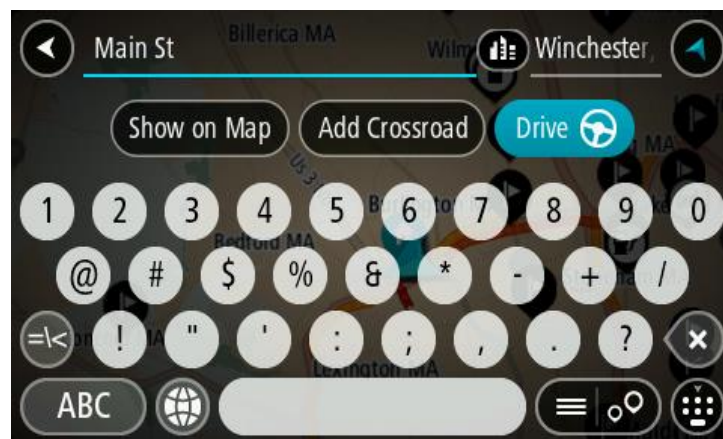 Main St
Winchester,
Billerica MA
Show on Map
Add Crossroad
Drive
1 2 3 4 5 6 7 8 9 0
Bedford MA
@ # $ % & * - + /
=\< ! " ' : ; , . ?
Lexington MA
ABC